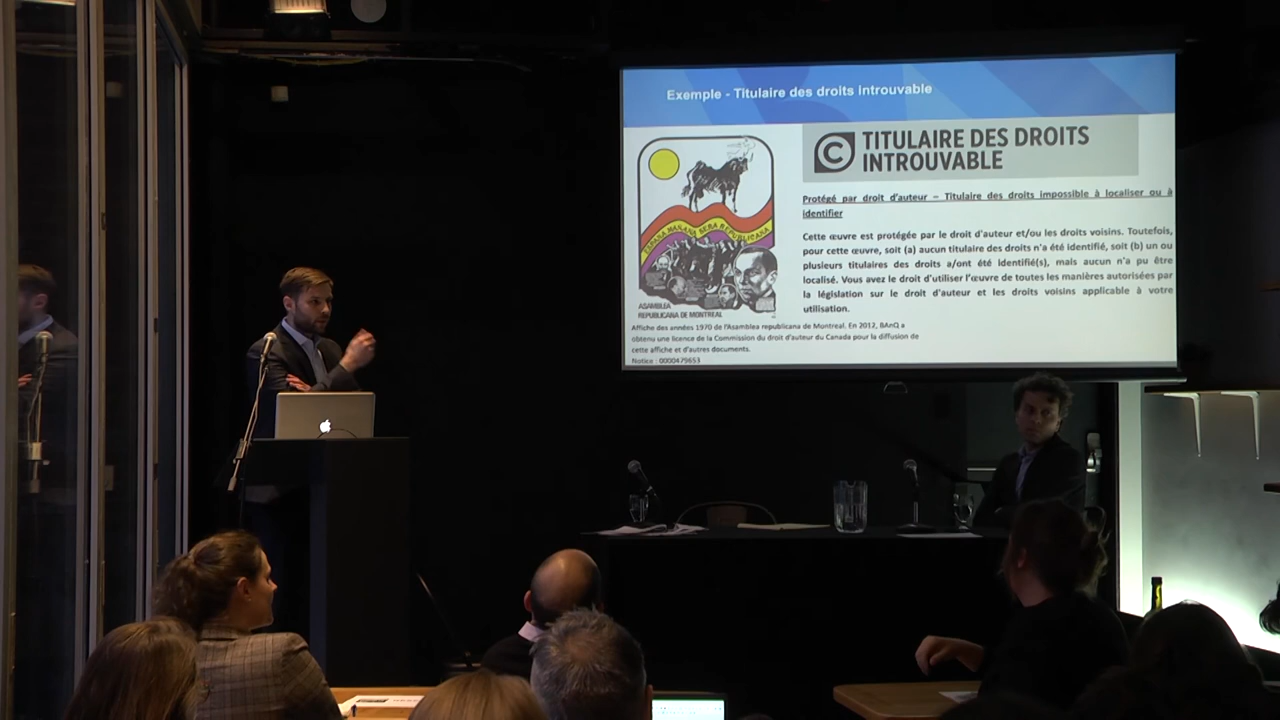 Exemple - Titulaire des droits introuvable
TITULAIRE DES DROITS
INTROUVABLE
Protégé par droit d'auteur – Titulaire des droits impossible à localiser ou à
identifier
Cette œuvre est protégée par le droit d'auteur et/ou les droits voisins. Toutefois,
pour cette œuvre, soit (a) aucun titulaire des droits n'a été identifié, soit (b) un ou
plusieurs titulaires des droits a/ont été identifié(s), mais aucun n'a pu être
localisé. Vous avez le droit d'utiliser l'œuvre de toutes les manières autorisées par
la législation sur le droit d'auteur et les droits voisins applicable à votre
utilisation.
ESPAÑA MAÑANA SERA REPUBLICANA
ASAMBLEA
REPUBLICANA DE MONTREAL
Affiche des années 1970 de l'Asamblea republicana de Montreal. En 2012, BAnQ a
obtenu une licence de la Commission du droit d'auteur du Canada pour la diffusion de
cette affiche et d'autres documents.
Notice : 0000479653